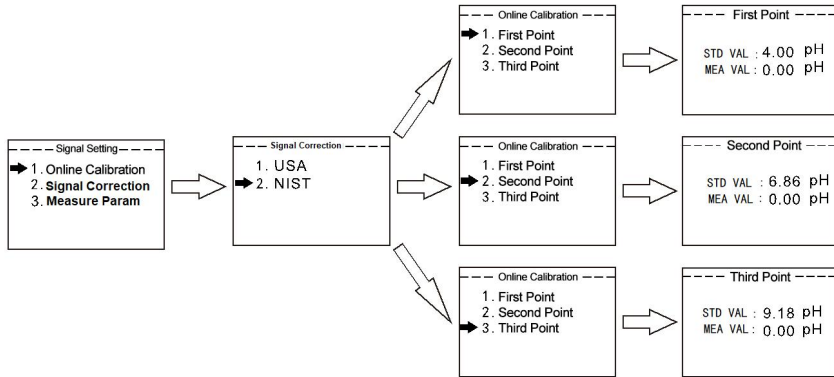 Signal Setting
1. Online Calibration
2. Signal Correction
3. Measure Param
Signal Correction
1. USA
2. NIST
Online Calibration
1. First Point
2. Second Point
3. Third Point
First Point
STD VAL : 4.00 pH
MEA VAL : 0.00 pH
Online Calibration
1. First Point
2. Second Point
3. Third Point
Second Point
STD VAL : 6.86 pH
MEA VAL : 0.00 pH
Online Calibration
1. First Point
2. Second Point
3. Third Point
Third Point
STD VAL : 9.18 pH
MEA VAL : 0.00 pH